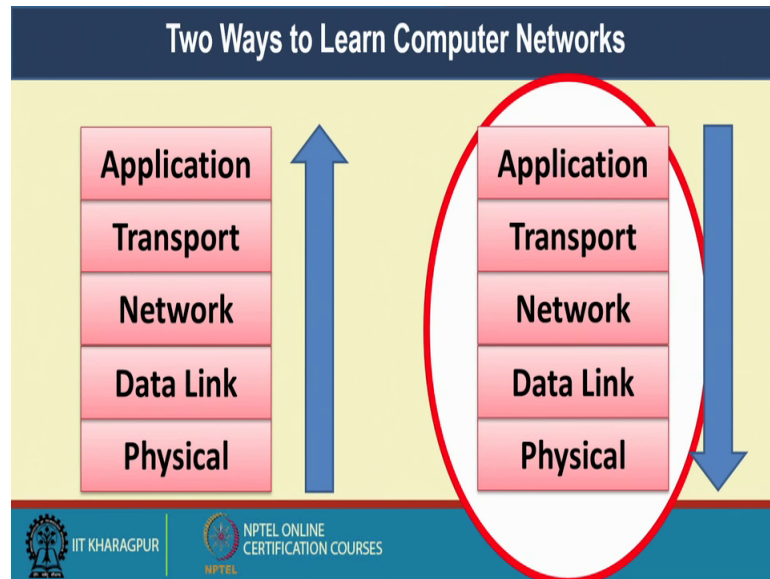 Two Ways to Learn Computer Networks
Application
Transport
Network
Data Link
Physical
Application
Transport
Network
Data Link
Physical
IIT KHARAGPUR
NPTEL
NPTEL ONLINE
CERTIFICATION COURSES